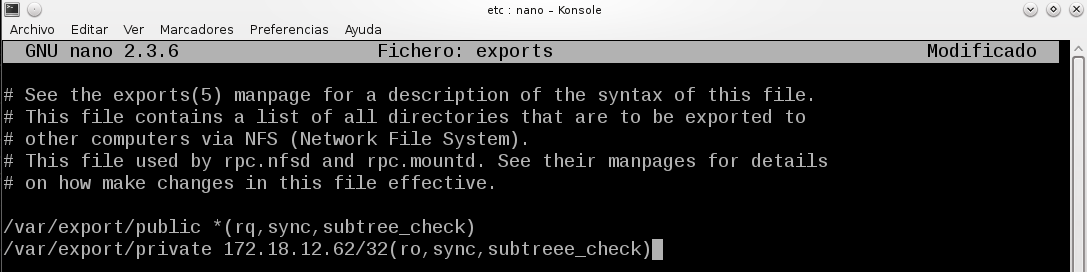 etc : nano – Konsole
Archivo Editar Ver Marcadores Preferencias Ayuda
GNU nano 2.3.6 Fichero: exports Modificado
# See the exports(5) manpage for a description of the syntax of this file.
# This file contains a list of all directories that are to be exported to
# other computers via NFS (Network File System).
# This file used by rpc.nfsd and rpc.mountd. See their manpages for details
# on how make changes in this file effective.
/var/export/public *(rq,sync,subtree_check)
/var/export/private 172.18.12.62/32(ro,sync,subtreee_check)